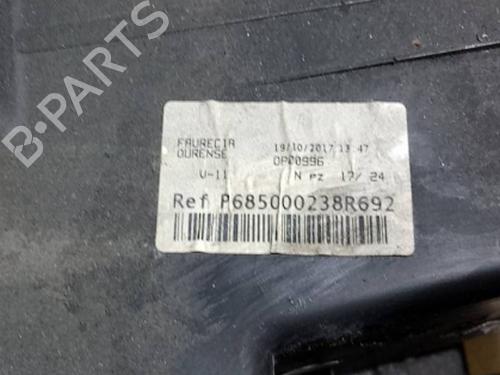 B-PARTS
FAURECIA 19/10/2017 13 47
OURENSE OP00996
V-11 N pz 17/ 24
Ref P685000238R692